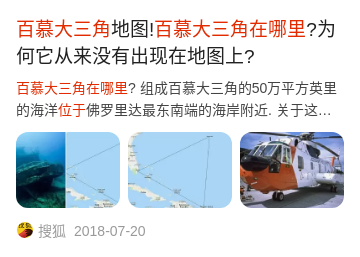 百慕大三角地图!百慕大三角在哪里?为
何它从来没有出现在地图上?
百慕大三角在哪里? 组成百慕大三角的50万平方英里
的海洋位于佛罗里达最东南端的海岸附近. 关于这…
搜狐 2018-07-20